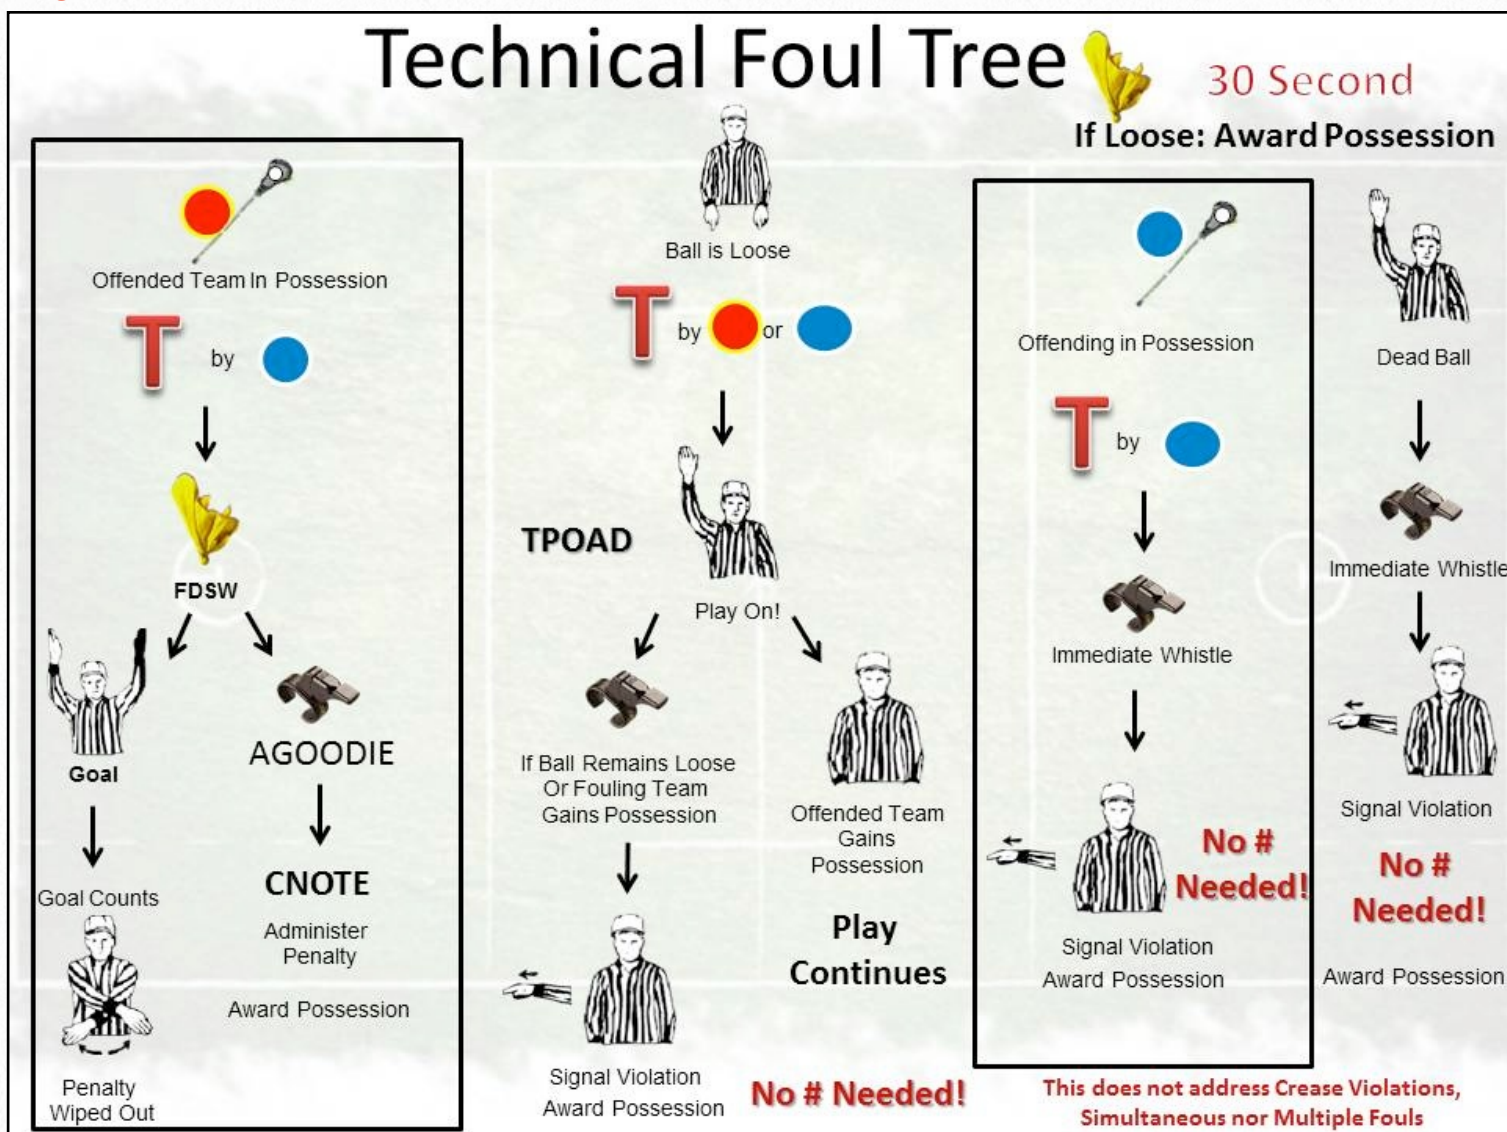 Technical Foul Tree
30 Second
If Loose: Award Possession
Offended Team In Possession
T by
FDSW
Goal
Goal Counts
Penalty
Wiped Out
AGOODIE
CNOTE
Administer
Penalty
Award Possession
Ball is Loose
T by or
TPOAD
Play On!
If Ball Remains Loose
Or Fouling Team
Gains Possession
Signal Violation
Award Possession
No # Needed!
Offended Team
Gains
Possession
Play
Continues
Offending in Possession
T by
Immediate Whistle
Signal Violation
Award Possession
No #
Needed!
Dead Ball
Immediate Whistle
Signal Violation
No #
Needed!
Award Possession
This does not address Crease Violations,
Simultaneous nor Multiple Fouls